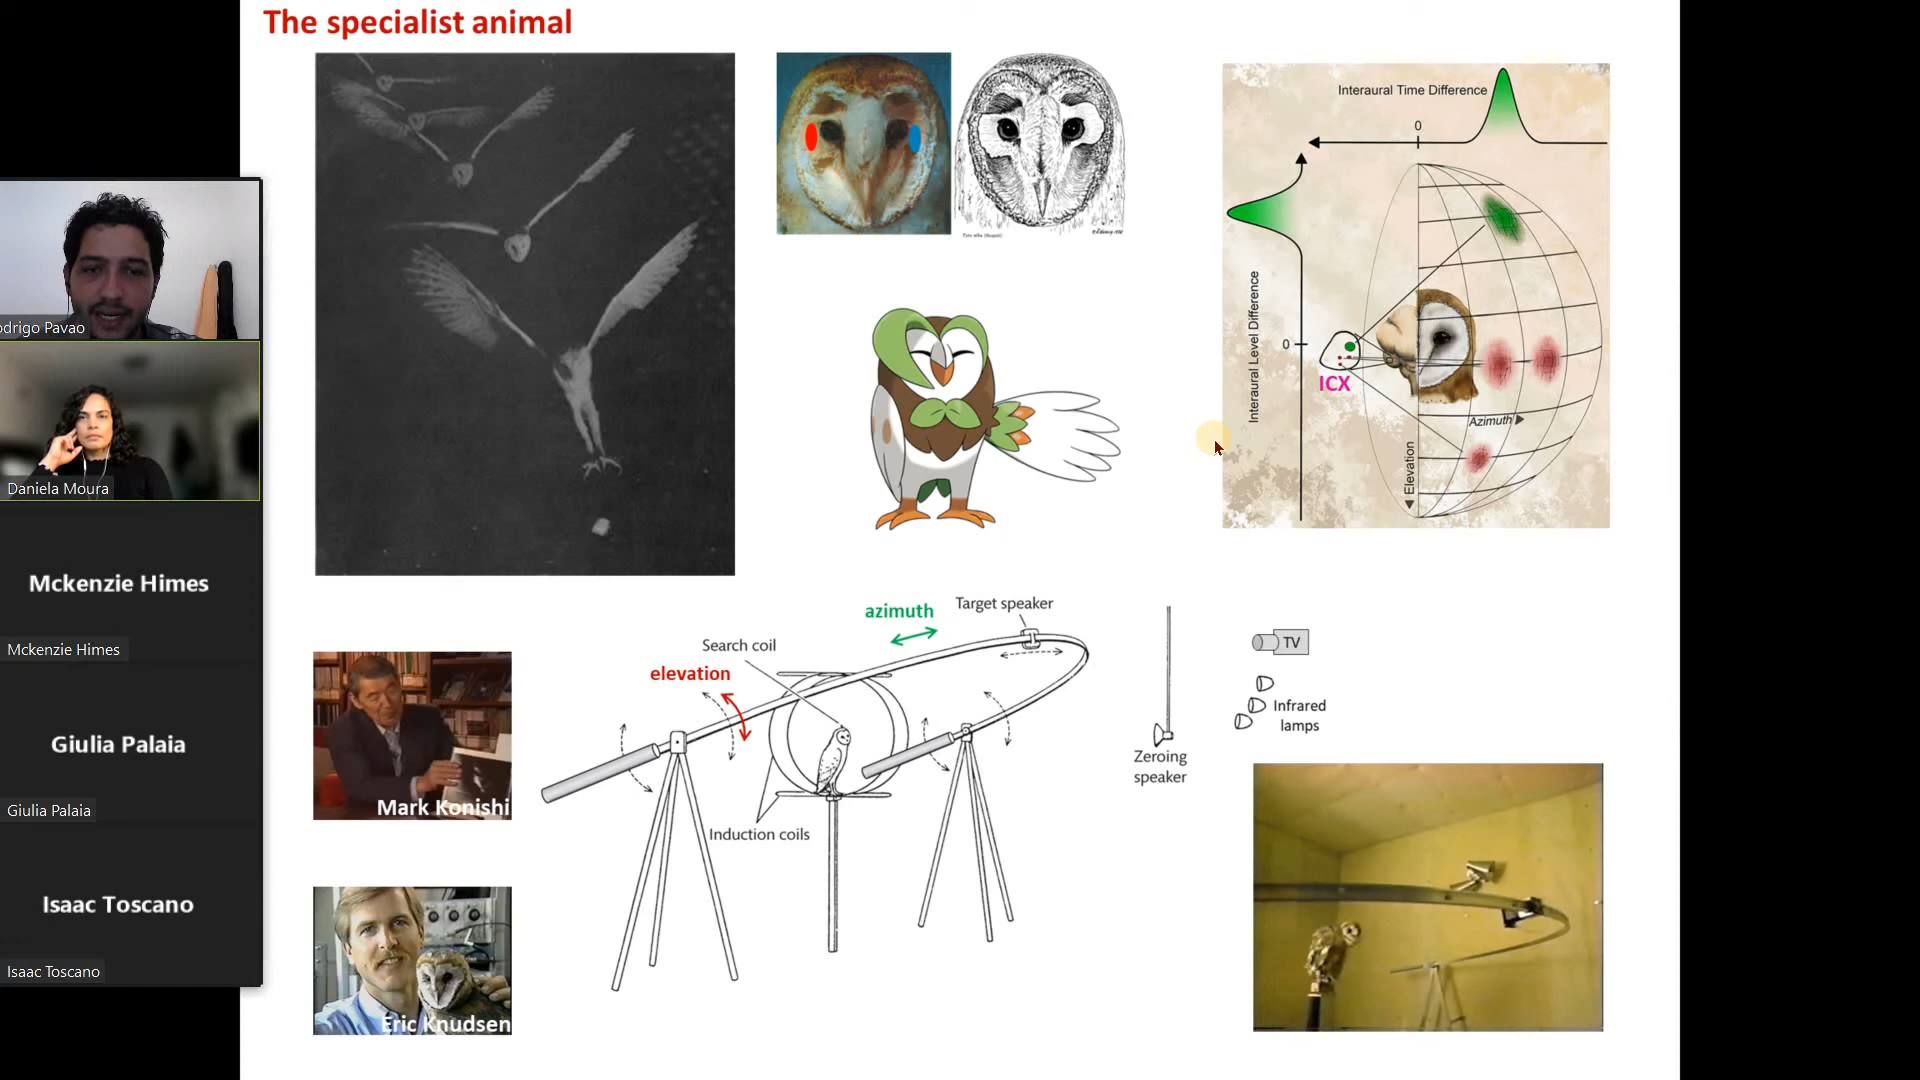 The specialist animal
odrigo Pavao
Daniela Moura
Mckenzie Himes
Mckenzie Himes
Giulia Palaia
Giulia Palaia
Isaac Toscano
Isaac Toscano
Interaural Time Difference
0
Interaural Level Difference
0
ICX
Azimuth
Elevation
azimuth
Target speaker
Search coil
elevation
Induction coils
Zeroing
speaker
TV
Infrared
lamps
Mark Konishi
Eric Knudsen